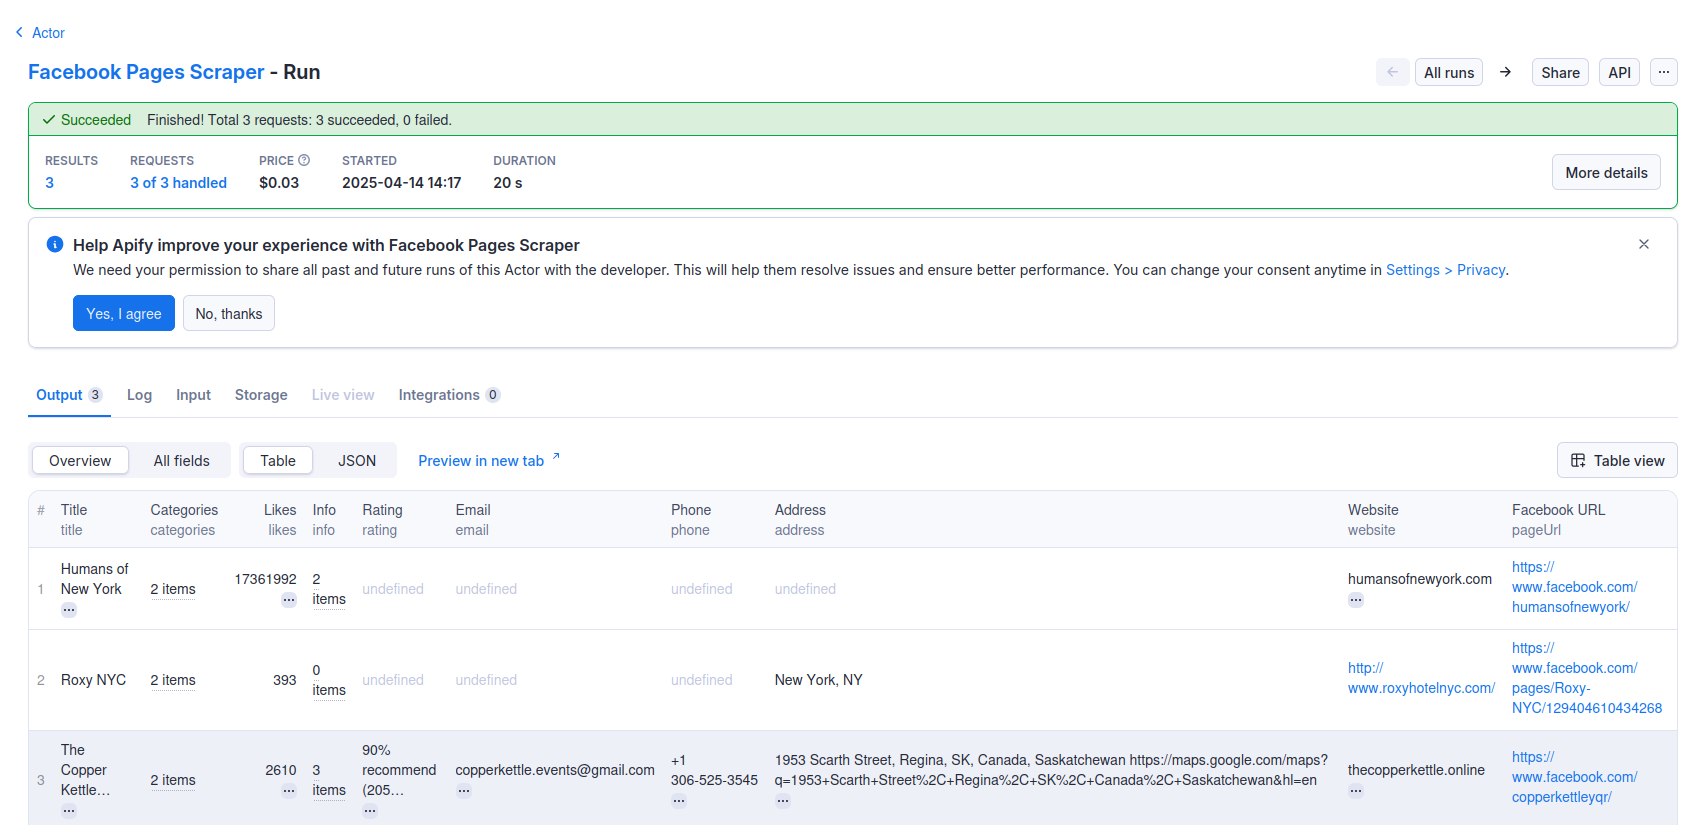 Actor
Facebook Pages Scraper - Run
All runs
Share
API
Succeeded Finished! Total 3 requests: 3 succeeded, 0 failed.
RESULTS REQUESTS PRICE STARTED DURATION
3 3 of 3 handled $0.03 2025-04-14 14:17 20 s
More details
Help Apify improve your experience with Facebook Pages Scraper
We need your permission to share all past and future runs of this Actor with the developer. This will help them resolve issues and ensure better performance. You can change your consent anytime in Settings > Privacy.
Yes, I agree No, thanks
Output 3 Log Input Storage Live view Integrations 0
Overview All fields Table JSON Preview in new tab Table view
# Title Categories Likes Info Rating Email Phone Address Website Facebook URL
title categories likes info rating email phone address website pageUrl
1
Humans of
New York
...
2 items
17361992
...
2
items
undefined
undefined
undefined
undefined
humansofnewyork.com
...
https://
www.facebook.com/
humansofnewyork/
2
Roxy NYC
2 items
393
0
items
undefined
undefined
undefined
New York, NY
http://
www.roxyhotelnyc.com/
https://
www.facebook.com/
pages/Roxy-
NYC/129404610434268
3
The
Copper
Kettle…
...
2 items
2610
...
3
items
90%
recommend
(205…
...
copperkettle.events@gmail.com
...
+1
306-525-3545
...
1953 Scarth Street, Regina, SK, Canada, Saskatchewan https://maps.google.com/maps?
q=1953+Scarth+Street%2C+Regina%2C+SK%2C+Canada%2C+Saskatchewan&hl=en
...
thecopperkettle.online
...
https://
www.facebook.com/
copperkettleyqr/